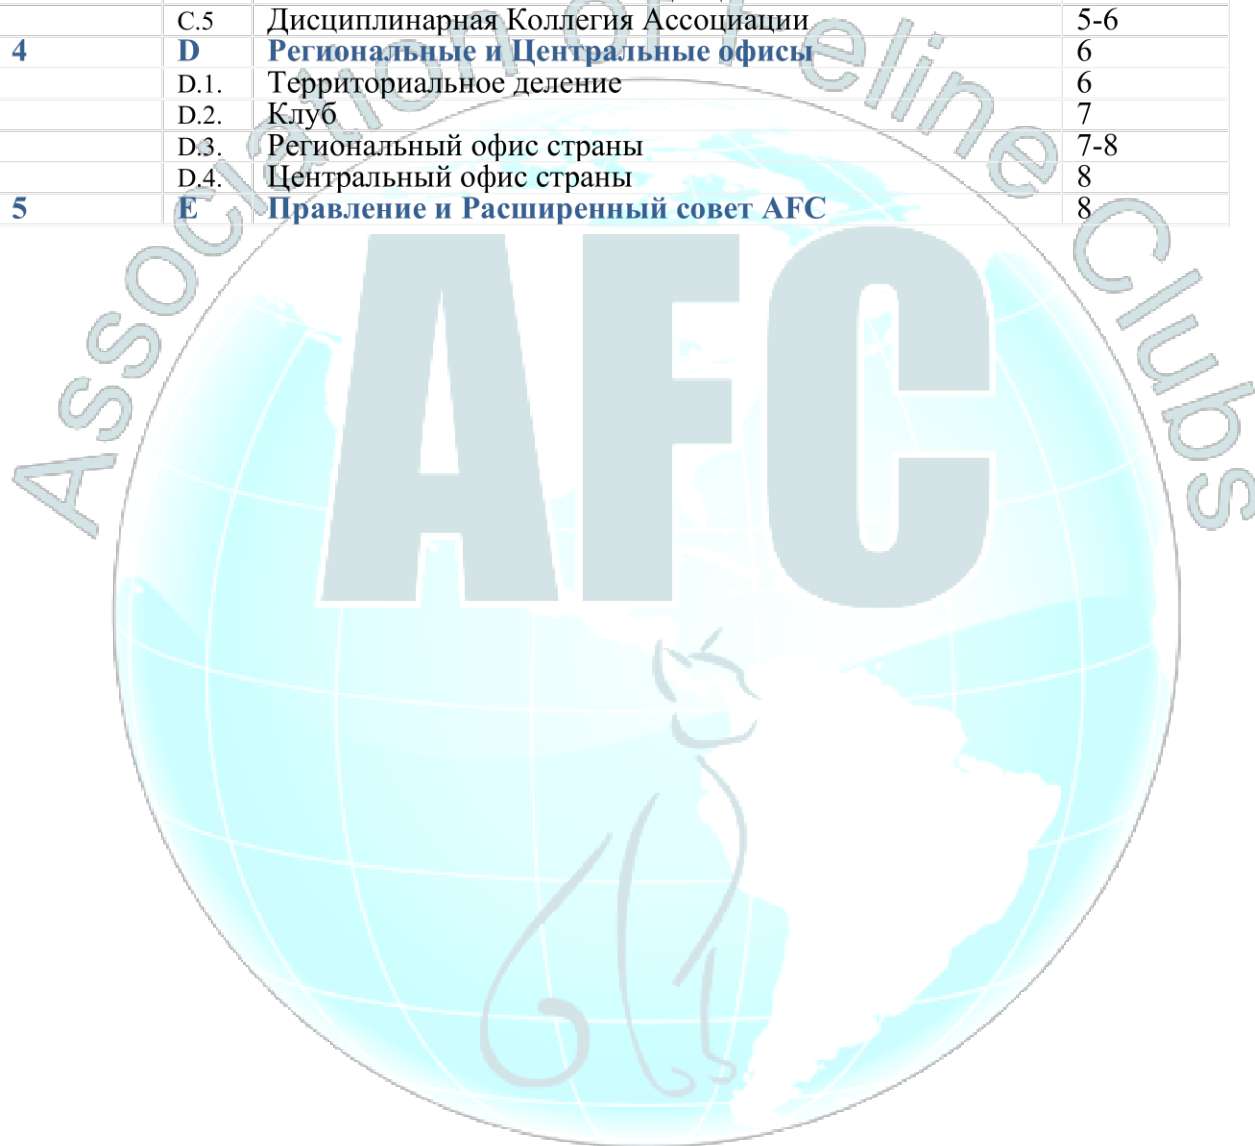 C.5 Дисциплинарная Коллегия Ассоциации 5-6
4 D Региональные и Центральные офисы 6
D.1. Территориальное деление 6
D.2. Клуб 7
D.3. Региональный офис страны 7-8
D.4. Центральный офис страны 8
5 E Правление и Расширенный совет AFC 8
Association of Feline Clubs
AFC